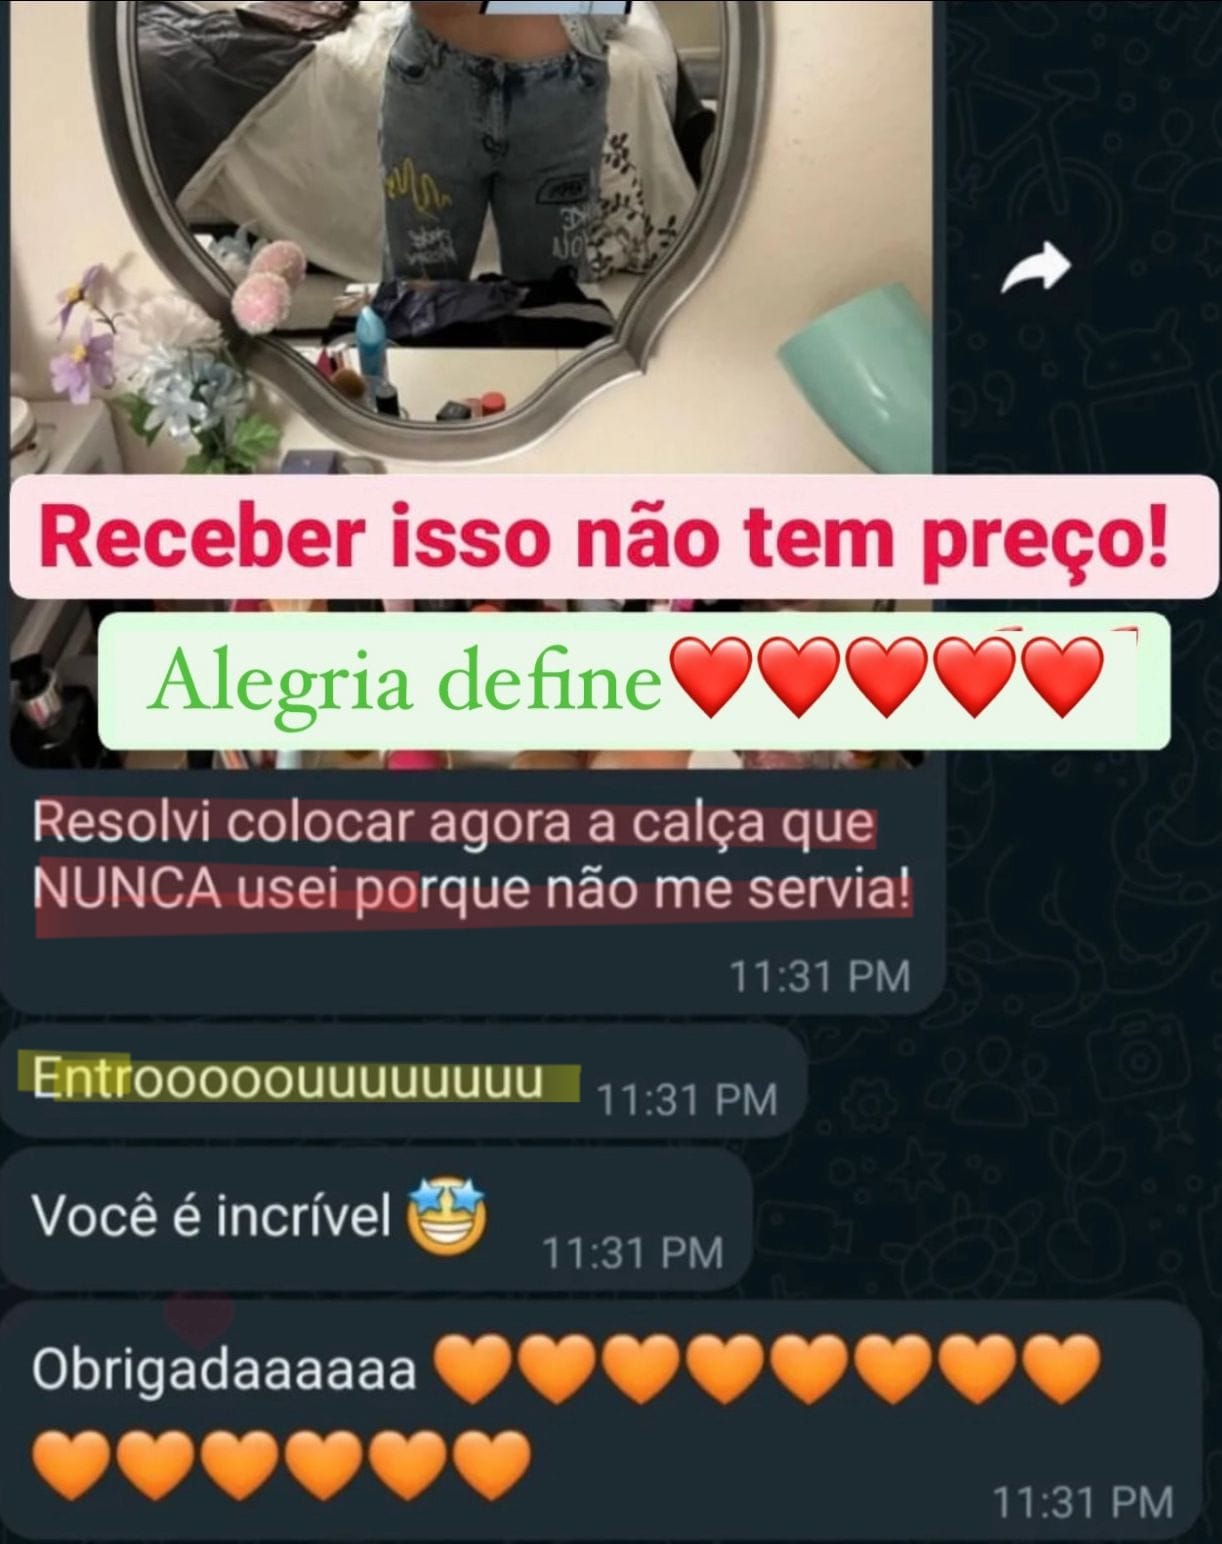 Receber isso não tem preço!
Alegria define❤️❤️❤️❤️❤️
Resolvi colocar agora a calça que
NUNCA usei porque não me servia!
11:31 PM
Entrooooouuuuuuuu 11:31 PM
Você é incrível 🤩 11:31 PM
Obrigadaaaaaa 🧡🧡🧡🧡🧡🧡🧡🧡
🧡🧡🧡🧡🧡🧡
11:31 PM